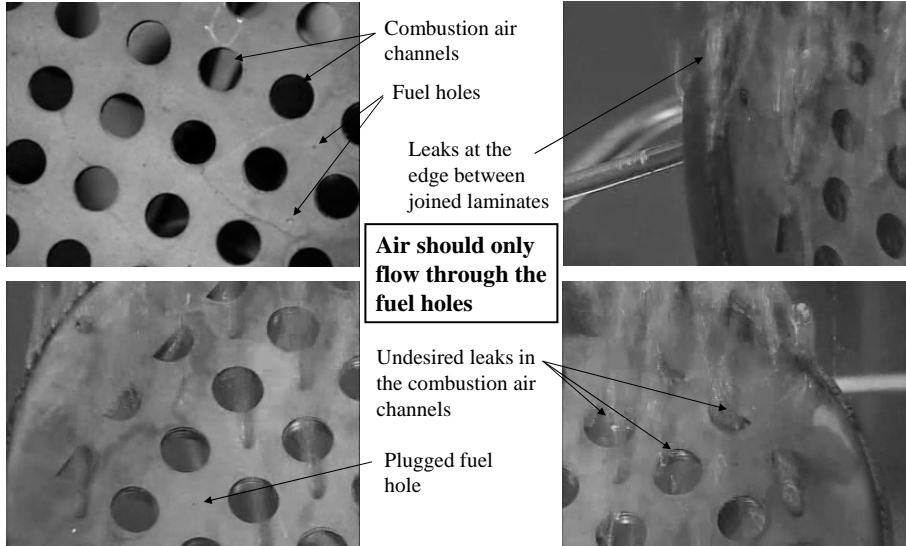 Combustion air
channels
Fuel holes
Leaks at the
edge between
joined laminates
Air should only
flow through the
fuel holes
Undesired leaks in
the combustion air
channels
Plugged fuel
hole